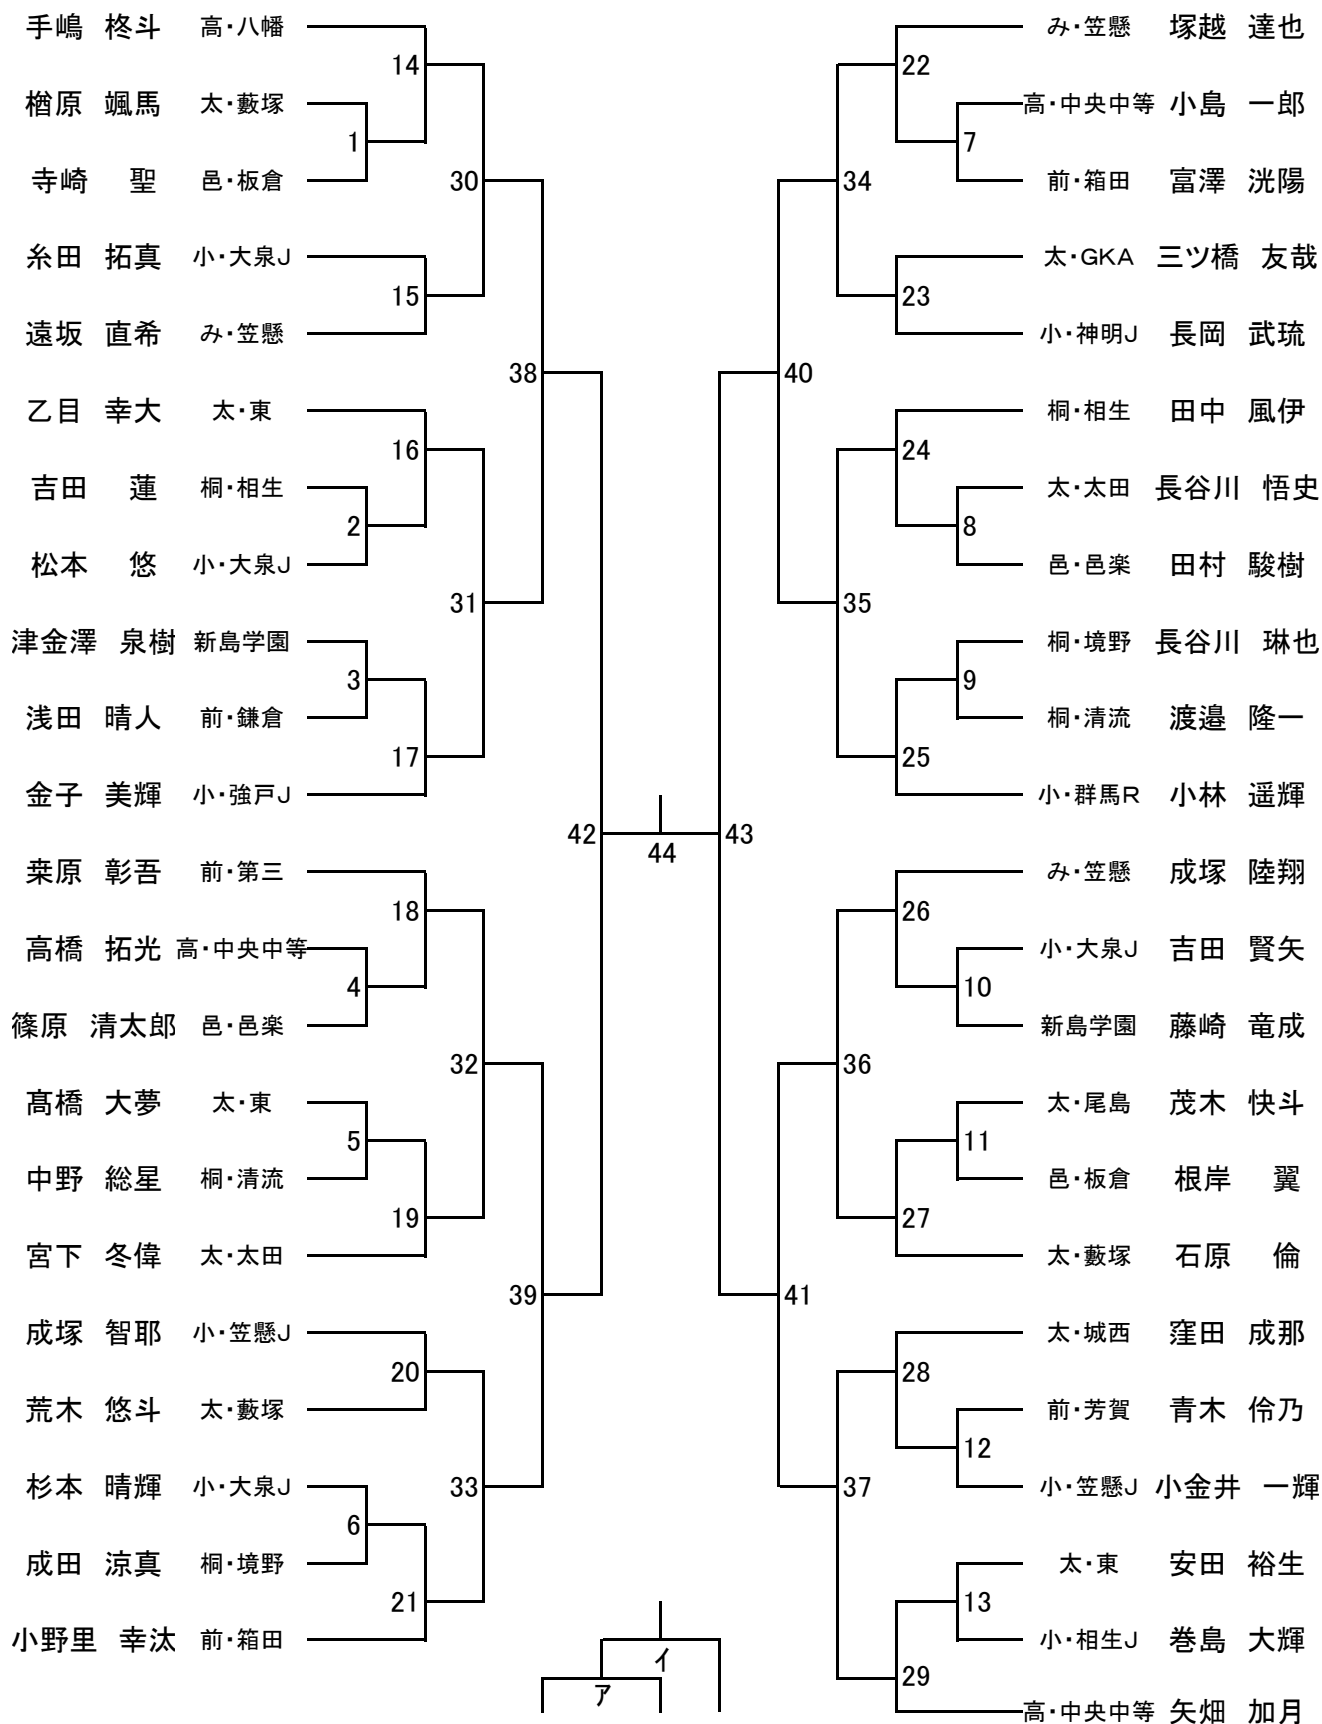 手嶋 柊斗 高・八幡
14
楢原 颯馬 太・藪塚
1
寺崎 聖 邑・板倉
30
糸田 拓真 小・大泉J
15
遠坂 直希 み・笠懸
38
乙目 幸大 太・東
16
吉田 蓮 桐・相生
2
松本 悠 小・大泉J
31
津金澤 泉樹 新島学園
3
浅田 晴人 前・鎌倉
17
金子 美輝 小・強戸J
42
桒原 彰吾 前・第三
18
高橋 拓光 高・中央中等
4
篠原 清太郎 邑・邑楽
32
髙橋 大夢 太・東
5
中野 総星 桐・清流
19
宮下 冬偉 太・太田
39
成塚 智耶 小・笠懸J
20
荒木 悠斗 太・藪塚
杉本 晴輝 小・大泉J
33
6
成田 涼真 桐・境野
21
小野里 幸汰 前・箱田
44
イ
ア
み・笠懸 塚越 達也
22
高・中央中等 小島 一郎
7
前・箱田 富澤 洸陽
34
太・GKA 三ツ橋 友哉
23
小・神明J 長岡 武琉
40
桐・相生 田中 風伊
24
太・太田 長谷川 悟史
8
邑・邑楽 田村 駿樹
35
桐・境野 長谷川 琳也
9
桐・清流 渡邉 隆一
25
小・群馬R 小林 遥輝
43
み・笠懸 成塚 陸翔
26
小・大泉J 吉田 賢矢
10
新島学園 藤崎 竜成
36
太・尾島 茂木 快斗
11
邑・板倉 根岸 翼
27
太・藪塚 石原 倫
41
太・城西 窪田 成那
28
前・芳賀 青木 伶乃
12
小・笠懸J 小金井 一輝
37
太・東 安田 裕生
13
小・相生J 巻島 大輝
29
高・中央中等 矢畑 加月